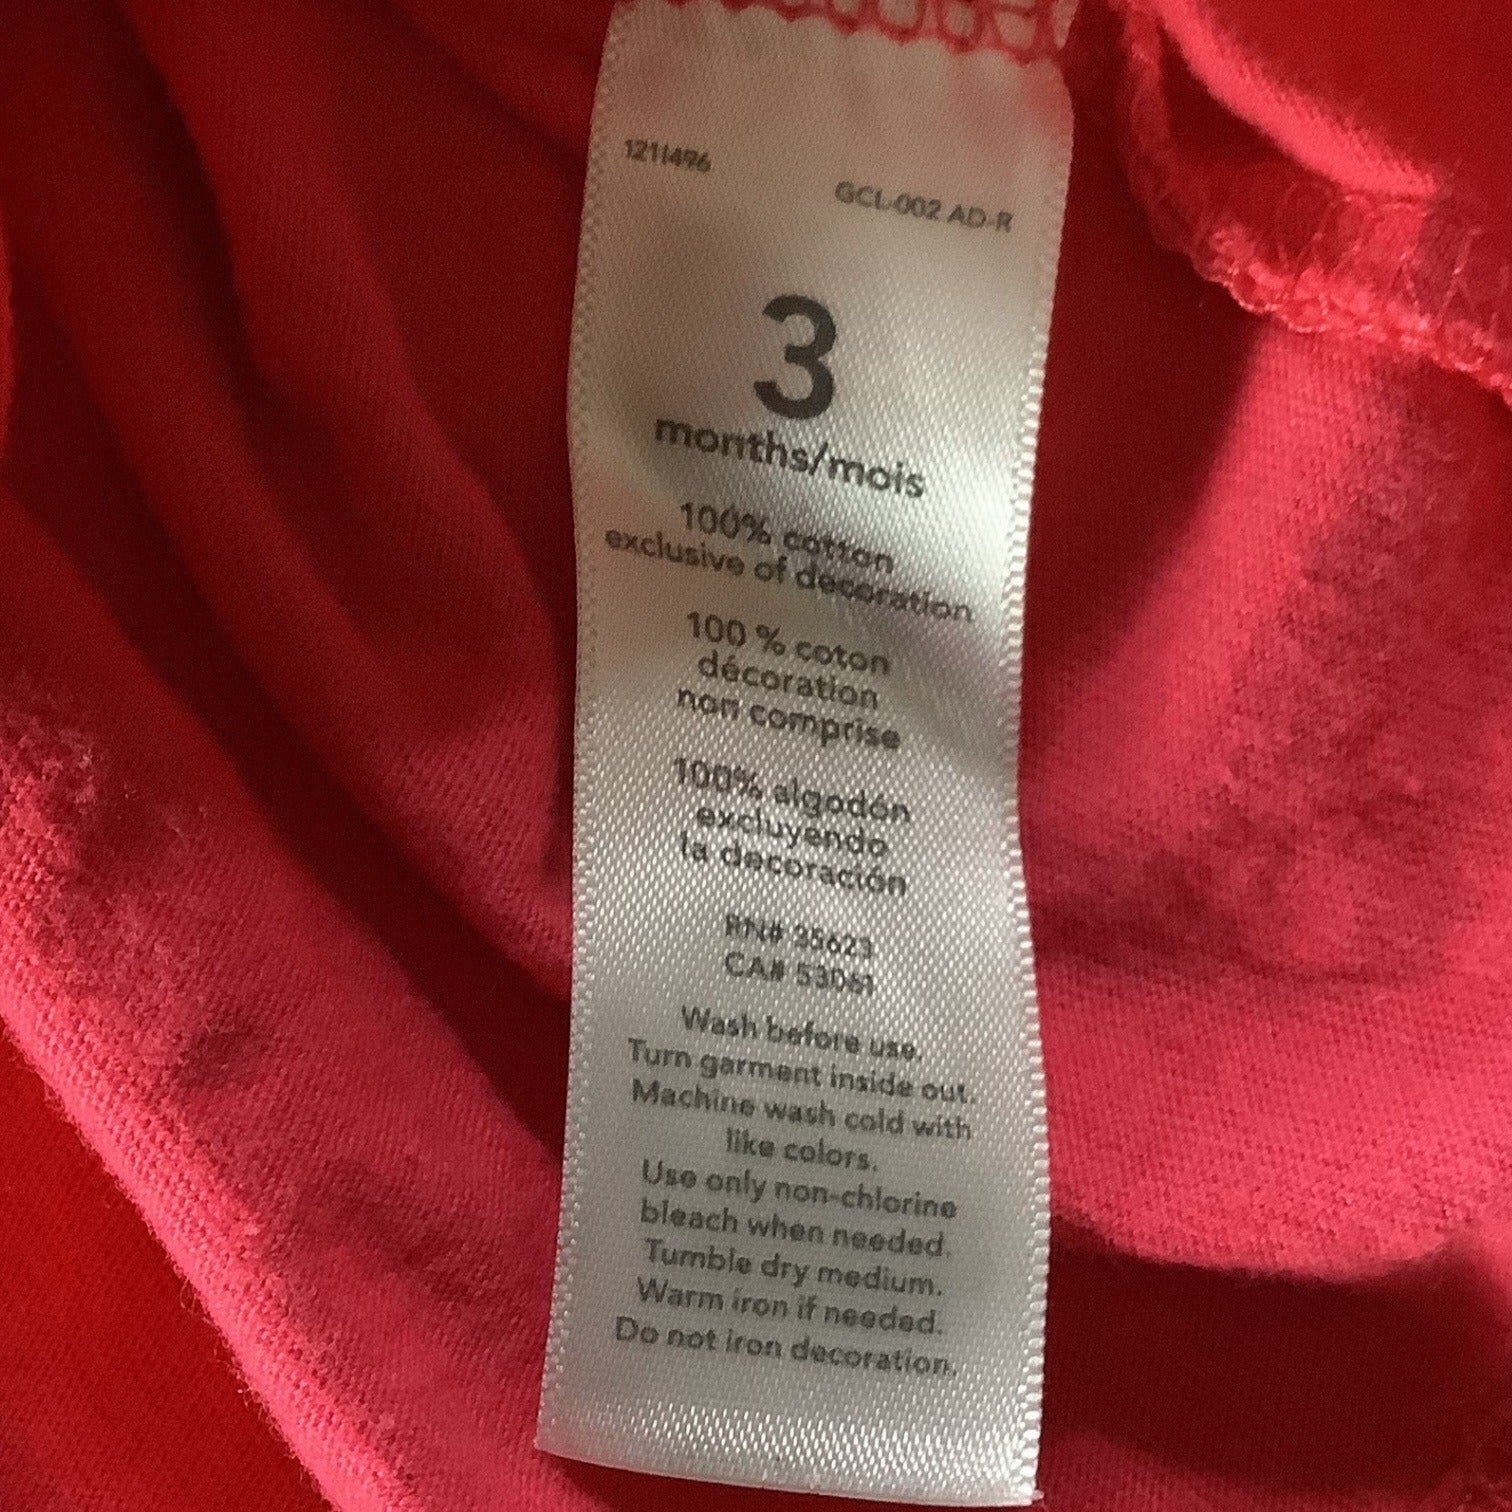 1211496
GCL-002 AD-R
3
months/mois
100% cotton
exclusive of decoration
100 % coton
décoration
non comprise
100% algodón
excluyendo
la decoración
RN# 35623
CA# 53061
Wash before use.
Turn garment inside out.
Machine wash cold with
like colors.
Use only non-chlorine
bleach when needed.
Tumble dry medium.
Warm iron if needed.
Do not iron decoration.